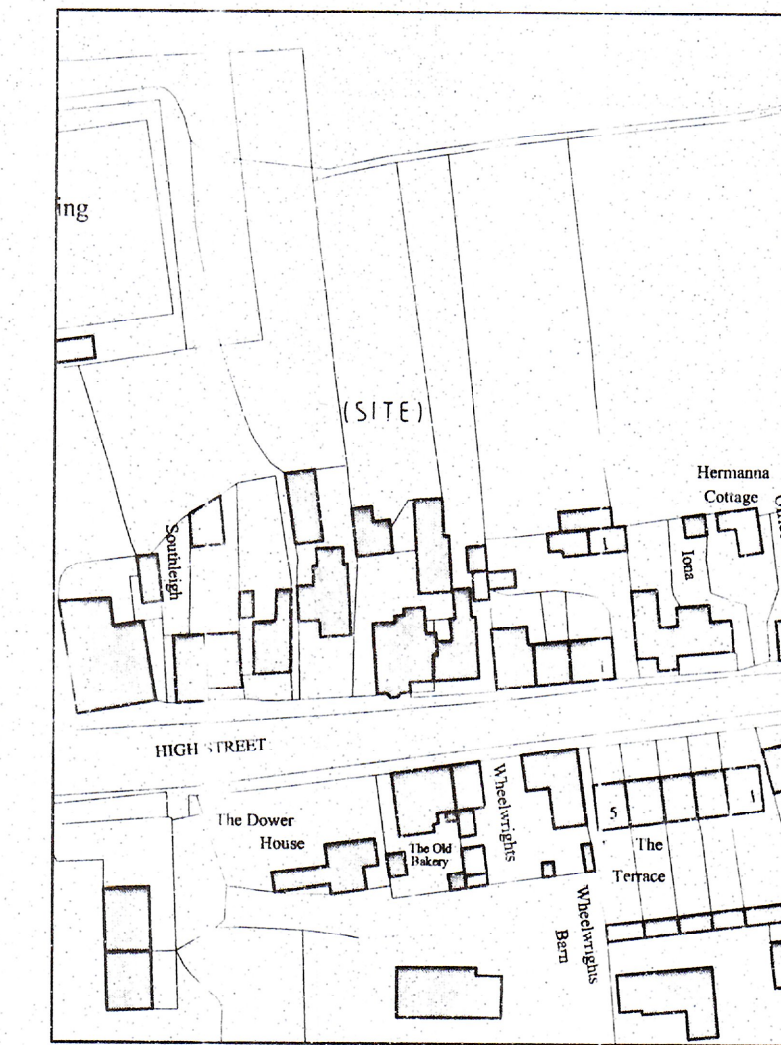 ing
(SITE)
Hermanna
Cottage
Southleigh
Iona
1
1
HIGH STREET
Wheelwrights
The Dower
House
The Old
Bakery
5
1
The
Terrace
Wheelwrights
Barn